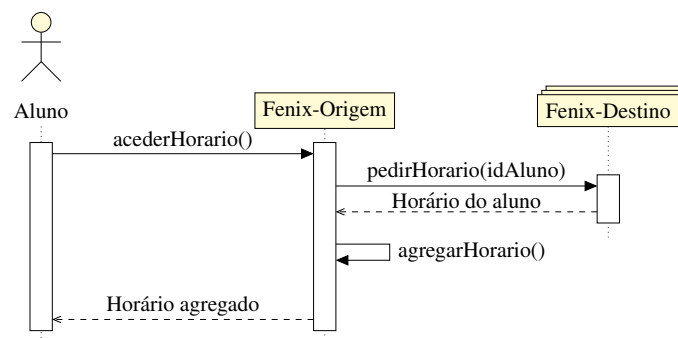 Aluno
Fenix-Origem
Fenix-Destino
acederHorario()
pedirHorario(idAluno)
Horário do aluno
agregarHorario()
Horário agregado